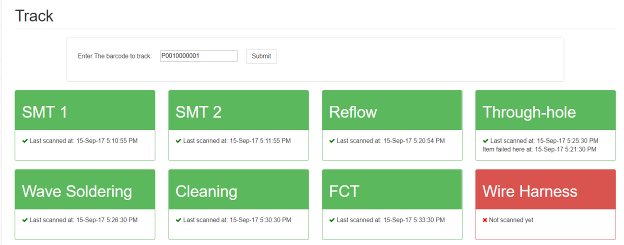 Track
Enter The barcode to track: P0010000001 Submit
SMT 1
Last scanned at: 15-Sep-17 5:10:55 PM
SMT 2
Last scanned at: 15-Sep-17 5:11:55 PM
Reflow
Last scanned at: 15-Sep-17 5:20:54 PM
Through-hole
Last scanned at: 15-Sep-17 5:25:30 PM
Item failed here at: 15-Sep-17 5:21:30 PM
Wave Soldering
Last scanned at: 15-Sep-17 5:26:30 PM
Cleaning
Last scanned at: 15-Sep-17 5:30:30 PM
FCT
Last scanned at: 15-Sep-17 5:33:30 PM
Wire Harness
Not scanned yet